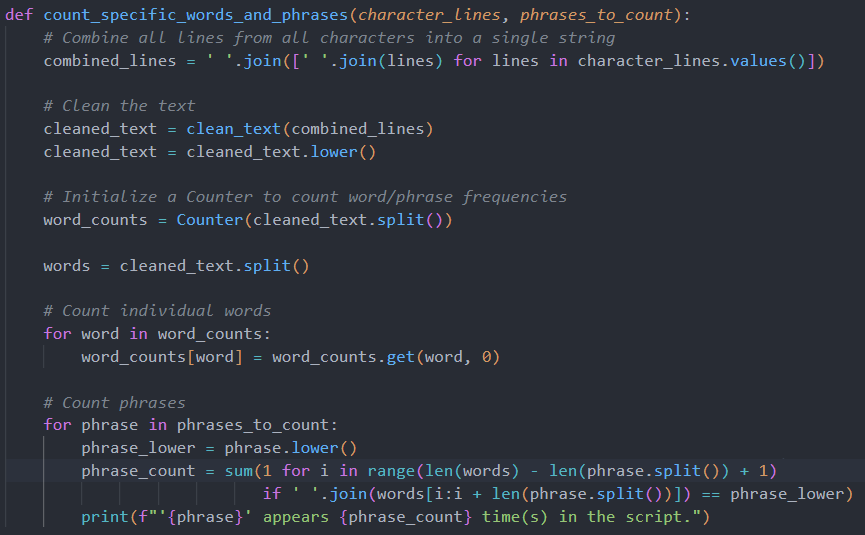 def count_specific_words_and_phrases(character_lines, phrases_to_count):
    # Combine all lines from all characters into a single string
    combined_lines = ' '.join([' '.join(lines) for lines in character_lines.values()])

    # Clean the text
    cleaned_text = clean_text(combined_lines)
    cleaned_text = cleaned_text.lower()

    # Initialize a Counter to count word/phrase frequencies
    word_counts = Counter(cleaned_text.split())

    words = cleaned_text.split()

    # Count individual words
    for word in word_counts:
        word_counts[word] = word_counts.get(word, 0)

    # Count phrases
    for phrase in phrases_to_count:
        phrase_lower = phrase.lower()
        phrase_count = sum(1 for i in range(len(words) - len(phrase.split()) + 1)
                           if ' '.join(words[i:i + len(phrase.split())]) == phrase_lower)
        print(f"'{phrase}' appears {phrase_count} time(s) in the script.")